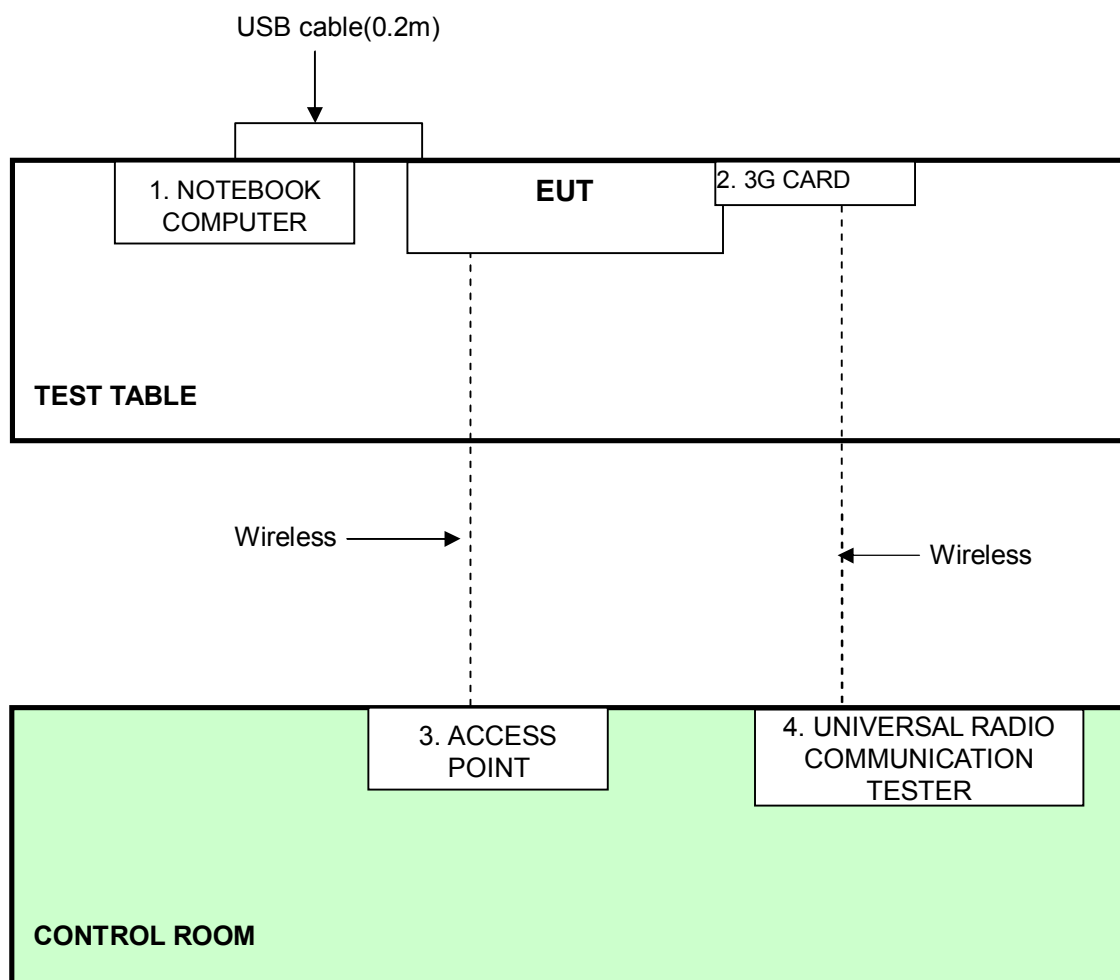 USB cable(0.2m)
1. NOTEBOOK
COMPUTER
EUT
2. 3G CARD
TEST TABLE
Wireless
Wireless
3. ACCESS
POINT
4. UNIVERSAL RADIO
COMMUNICATION
TESTER
CONTROL ROOM